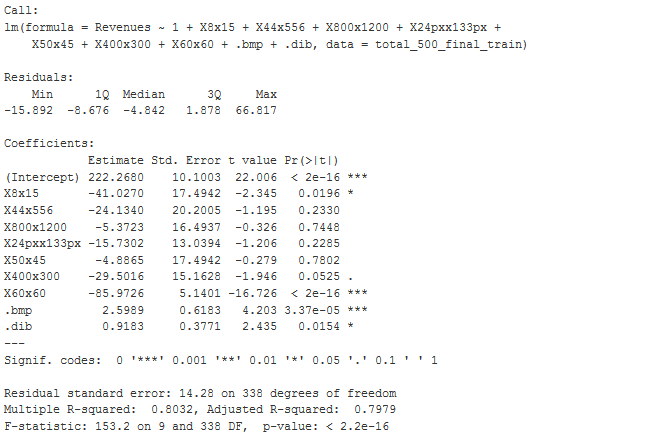 Call:
lm(formula = Revenues ~ 1 + X8x15 + X44x556 + X800x1200 + X24pxx133px +
    X50x45 + X400x300 + X60x60 + .bmp + .dib, data = total_500_final_train)

Residuals:
    Min      1Q  Median      3Q     Max
-15.892  -8.676  -4.842   1.878  66.817

Coefficients:
             Estimate Std. Error t value Pr(>|t|)
(Intercept)  222.2680    10.1003  22.006  < 2e-16 ***
X8x15        -41.0270    17.4942  -2.345   0.0196 *
X44x556      -24.1340    20.2005  -1.195   0.2330
X800x1200     -5.3723    16.4937  -0.326   0.7448
X24pxx133px  -15.7302    13.0394  -1.206   0.2285
X50x45        -4.8865    17.4942  -0.279   0.7802
X400x300     -29.5016    15.1628  -1.946   0.0525 .
X60x60       -85.9726     5.1401 -16.726  < 2e-16 ***
.bmp           2.5989     0.6183   4.203 3.37e-05 ***
.dib           0.9183     0.3771   2.435   0.0154 *
---
Signif. codes:  0 '***' 0.001 '**' 0.01 '*' 0.05 '.' 0.1 ' ' 1

Residual standard error: 14.28 on 338 degrees of freedom
Multiple R-squared:  0.8032, Adjusted R-squared:  0.7979
F-statistic: 153.2 on 9 and 338 DF,  p-value: < 2.2e-16